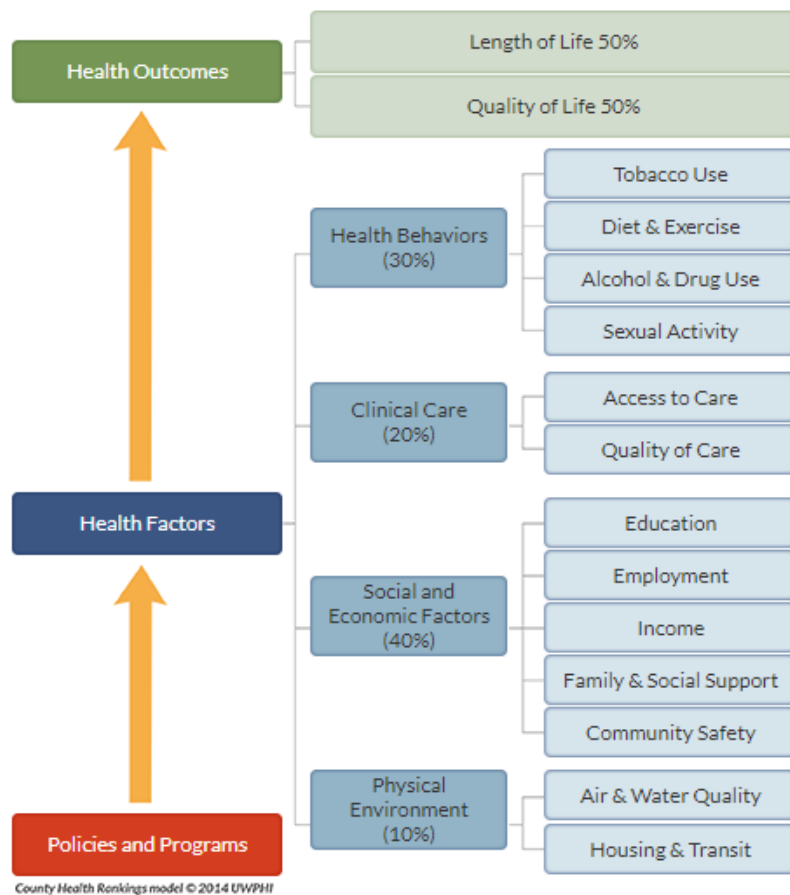 Health Outcomes
Length of Life 50%
Quality of Life 50%
Health Behaviors
(30%)
Tobacco Use
Diet & Exercise
Alcohol & Drug Use
Sexual Activity
Clinical Care
(20%)
Access to Care
Quality of Care
Health Factors
Social and
Economic Factors
(40%)
Education
Employment
Income
Family & Social Support
Community Safety
Physical
Environment
(10%)
Air & Water Quality
Housing & Transit
Policies and Programs
County Health Rankings model © 2014 UWPHI